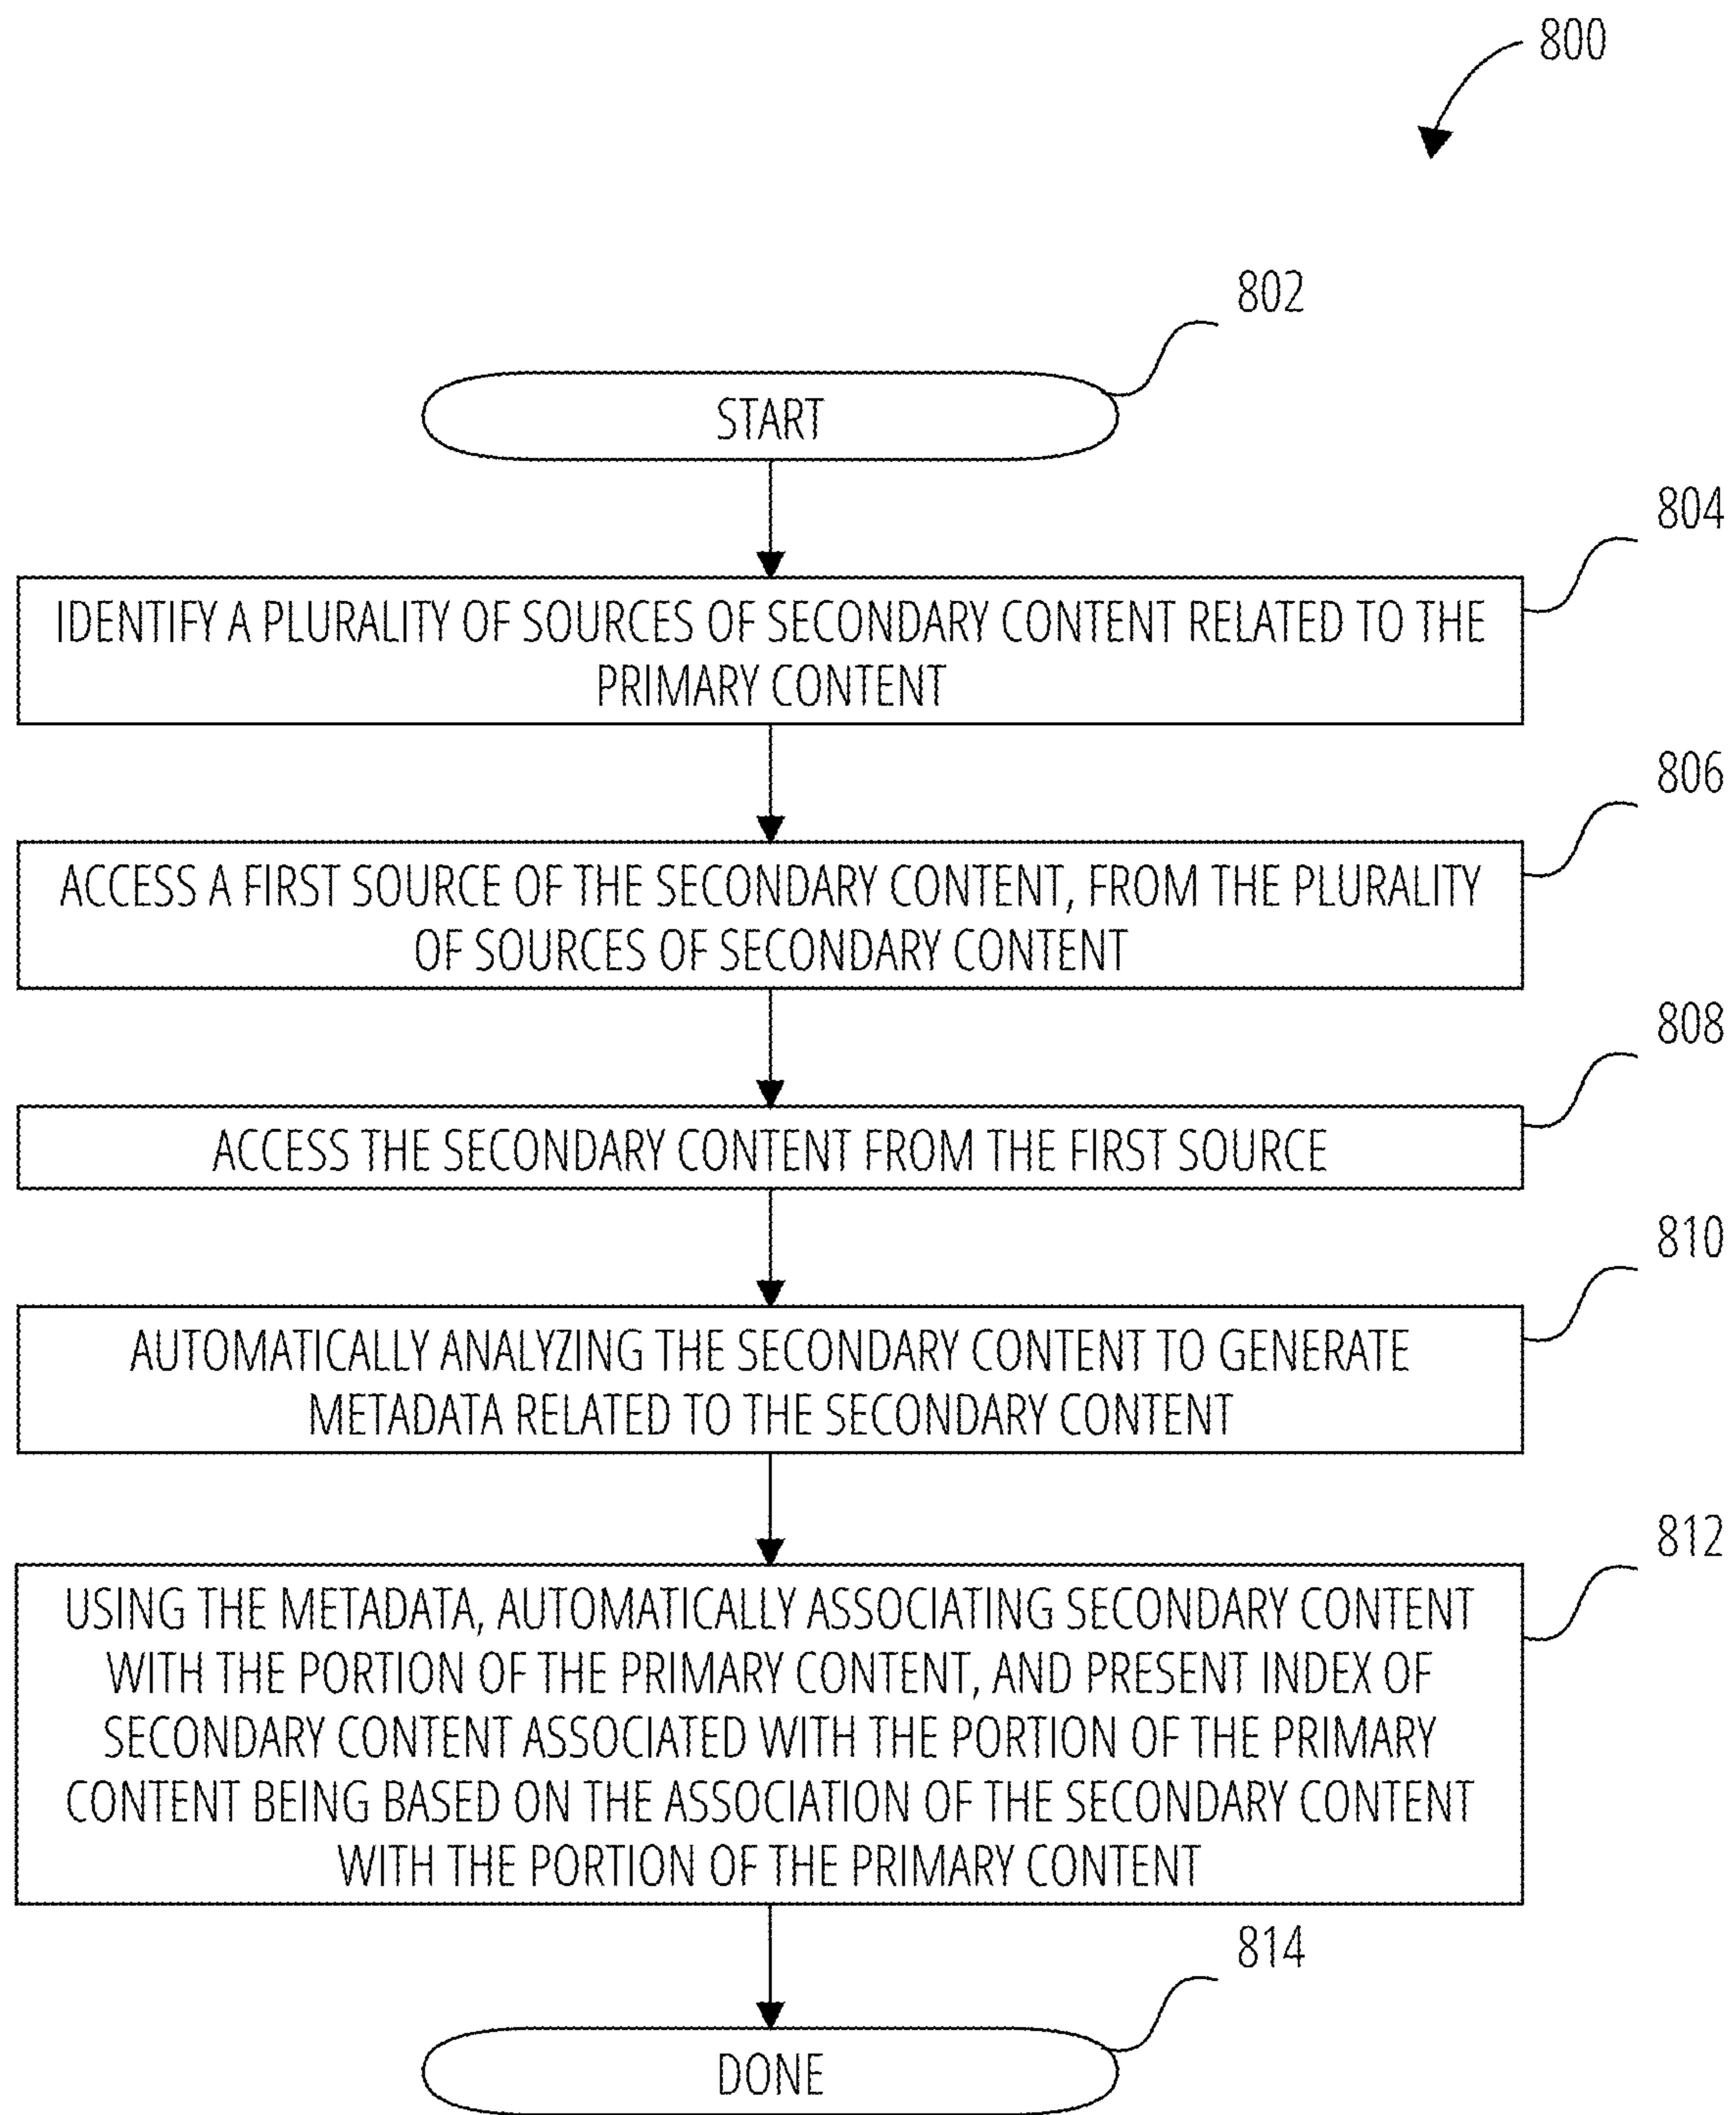 800
802
START
804
IDENTIFY A PLURALITY OF SOURCES OF SECONDARY CONTENT RELATED TO THE
PRIMARY CONTENT
806
ACCESS A FIRST SOURCE OF THE SECONDARY CONTENT, FROM THE PLURALITY
OF SOURCES OF SECONDARY CONTENT
808
ACCESS THE SECONDARY CONTENT FROM THE FIRST SOURCE
810
AUTOMATICALLY ANALYZING THE SECONDARY CONTENT TO GENERATE
METADATA RELATED TO THE SECONDARY CONTENT
812
USING THE METADATA, AUTOMATICALLY ASSOCIATING SECONDARY CONTENT
WITH THE PORTION OF THE PRIMARY CONTENT, AND PRESENT INDEX OF
SECONDARY CONTENT ASSOCIATED WITH THE PORTION OF THE PRIMARY
CONTENT BEING BASED ON THE ASSOCIATION OF THE SECONDARY CONTENT
WITH THE PORTION OF THE PRIMARY CONTENT
814
DONE